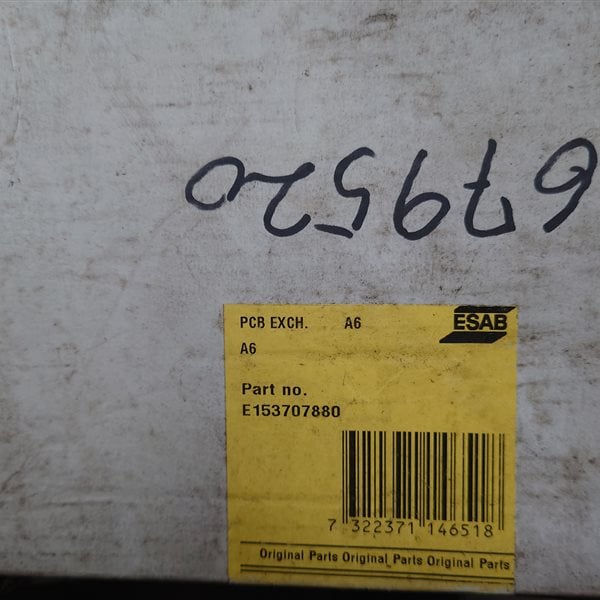 679520
PCB EXCH. A6
ESAB
A6
Part no.
E153707880
7 322371 146518
Original Parts Original Parts Original Parts